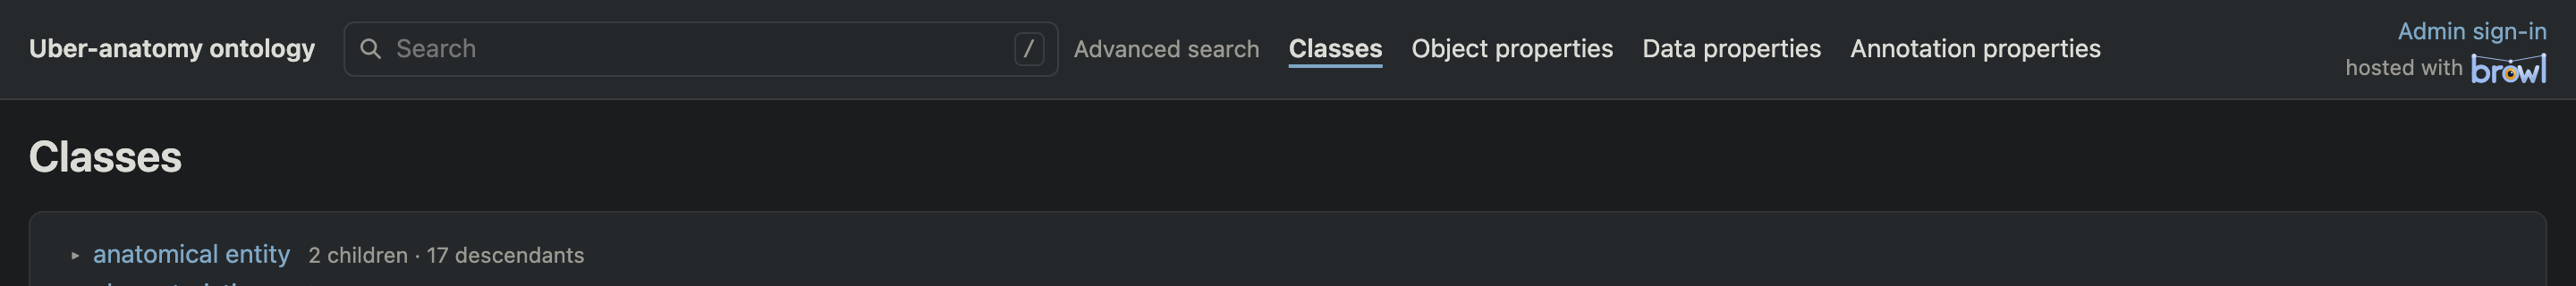 Uber-anatomy ontology
Search
/
Advanced search
Classes
Object properties
Data properties
Annotation properties
Admin sign-in
hosted with browl
Classes
anatomical entity 2 children · 17 descendants